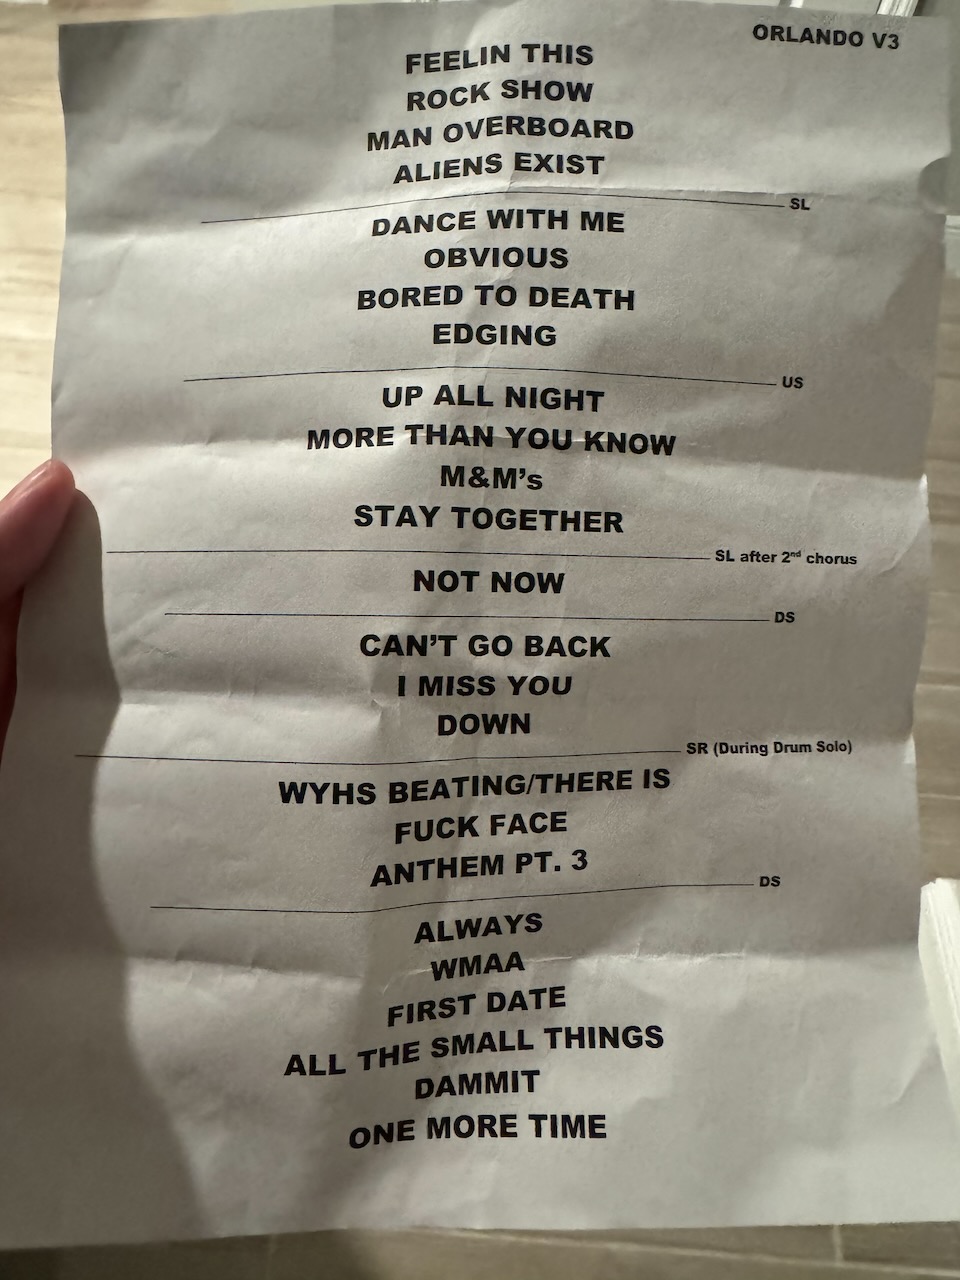 ORLANDO V3
FEELIN THIS
ROCK SHOW
MAN OVERBOARD
ALIENS EXIST
SL
DANCE WITH ME
OBVIOUS
BORED TO DEATH
EDGING
US
UP ALL NIGHT
MORE THAN YOU KNOW
M&M's
STAY TOGETHER
SL after 2nd chorus
NOT NOW
DS
CAN'T GO BACK
I MISS YOU
DOWN
SR (During Drum Solo)
WYHS BEATING/THERE IS
FUCK FACE
ANTHEM PT. 3
DS
ALWAYS
WMAA
FIRST DATE
ALL THE SMALL THINGS
DAMMIT
ONE MORE TIME